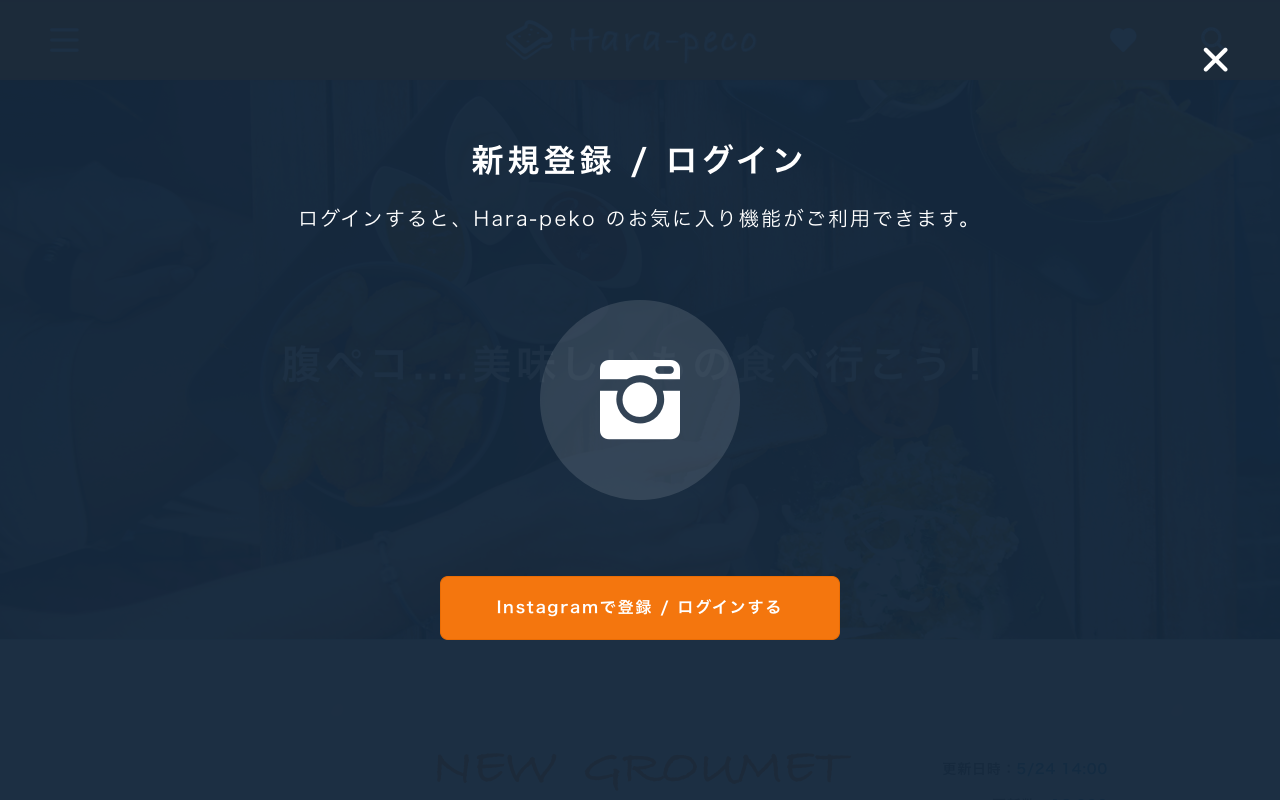 Hara-peco
新規登録 / ログイン
ログインすると、Hara-peko のお気に入り機能がご利用できます。
腹ペコ....美味しいもの食べ行こう！
Instagramで登録 / ログインする
NEW GROUMET
更新日時：5/24 14:00